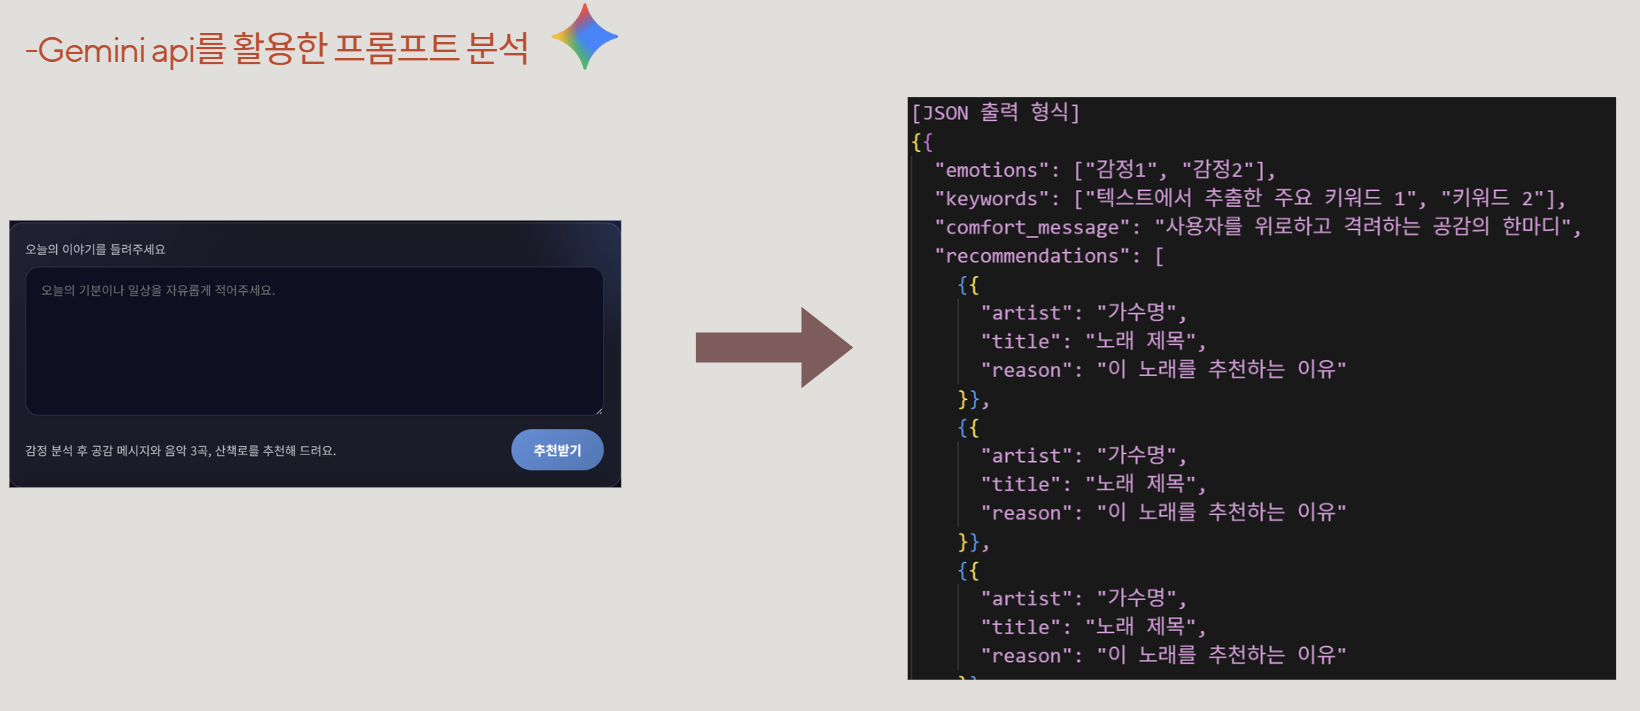 -Gemini api를 활용한 프롬프트 분석
오늘의 이야기를 들려주세요
오늘의 기분이나 일상을 자유롭게 적어주세요.
감정 분석 후 공감 메시지와 음악 3곡, 산책로를 추천해 드려요.
추천받기
[JSON 출력 형식]
{{
"emotions": ["감정1", "감정2"],
"keywords": ["텍스트에서 추출한 주요 키워드 1", "키워드 2"],
"comfort_message": "사용자를 위로하고 격려하는 공감의 한마디",
"recommendations": [
{{
"artist": "가수명",
"title": "노래 제목",
"reason": "이 노래를 추천하는 이유"
}},
{{
"artist": "가수명",
"title": "노래 제목",
"reason": "이 노래를 추천하는 이유"
}},
{{
"artist": "가수명",
"title": "노래 제목",
"reason": "이 노래를 추천하는 이유"
}}